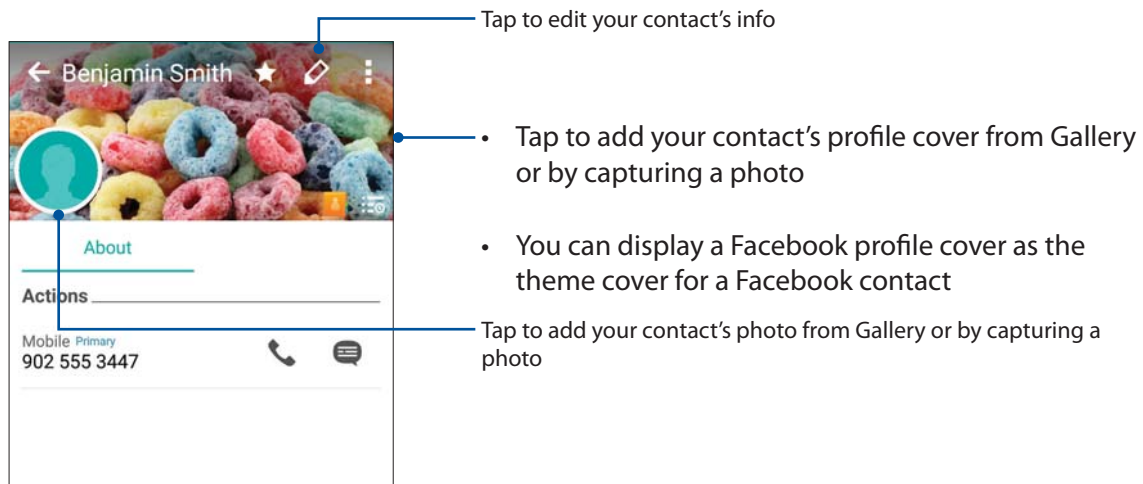 Tap to edit your contact’s info
Benjamin Smith
• Tap to add your contact’s profile cover from Gallery
or by capturing a photo
• You can display a Facebook profile cover as the
theme cover for a Facebook contact
About
Actions
Tap to add your contact’s photo from Gallery or by capturing a
photo
Mobile Primary
902 555 3447